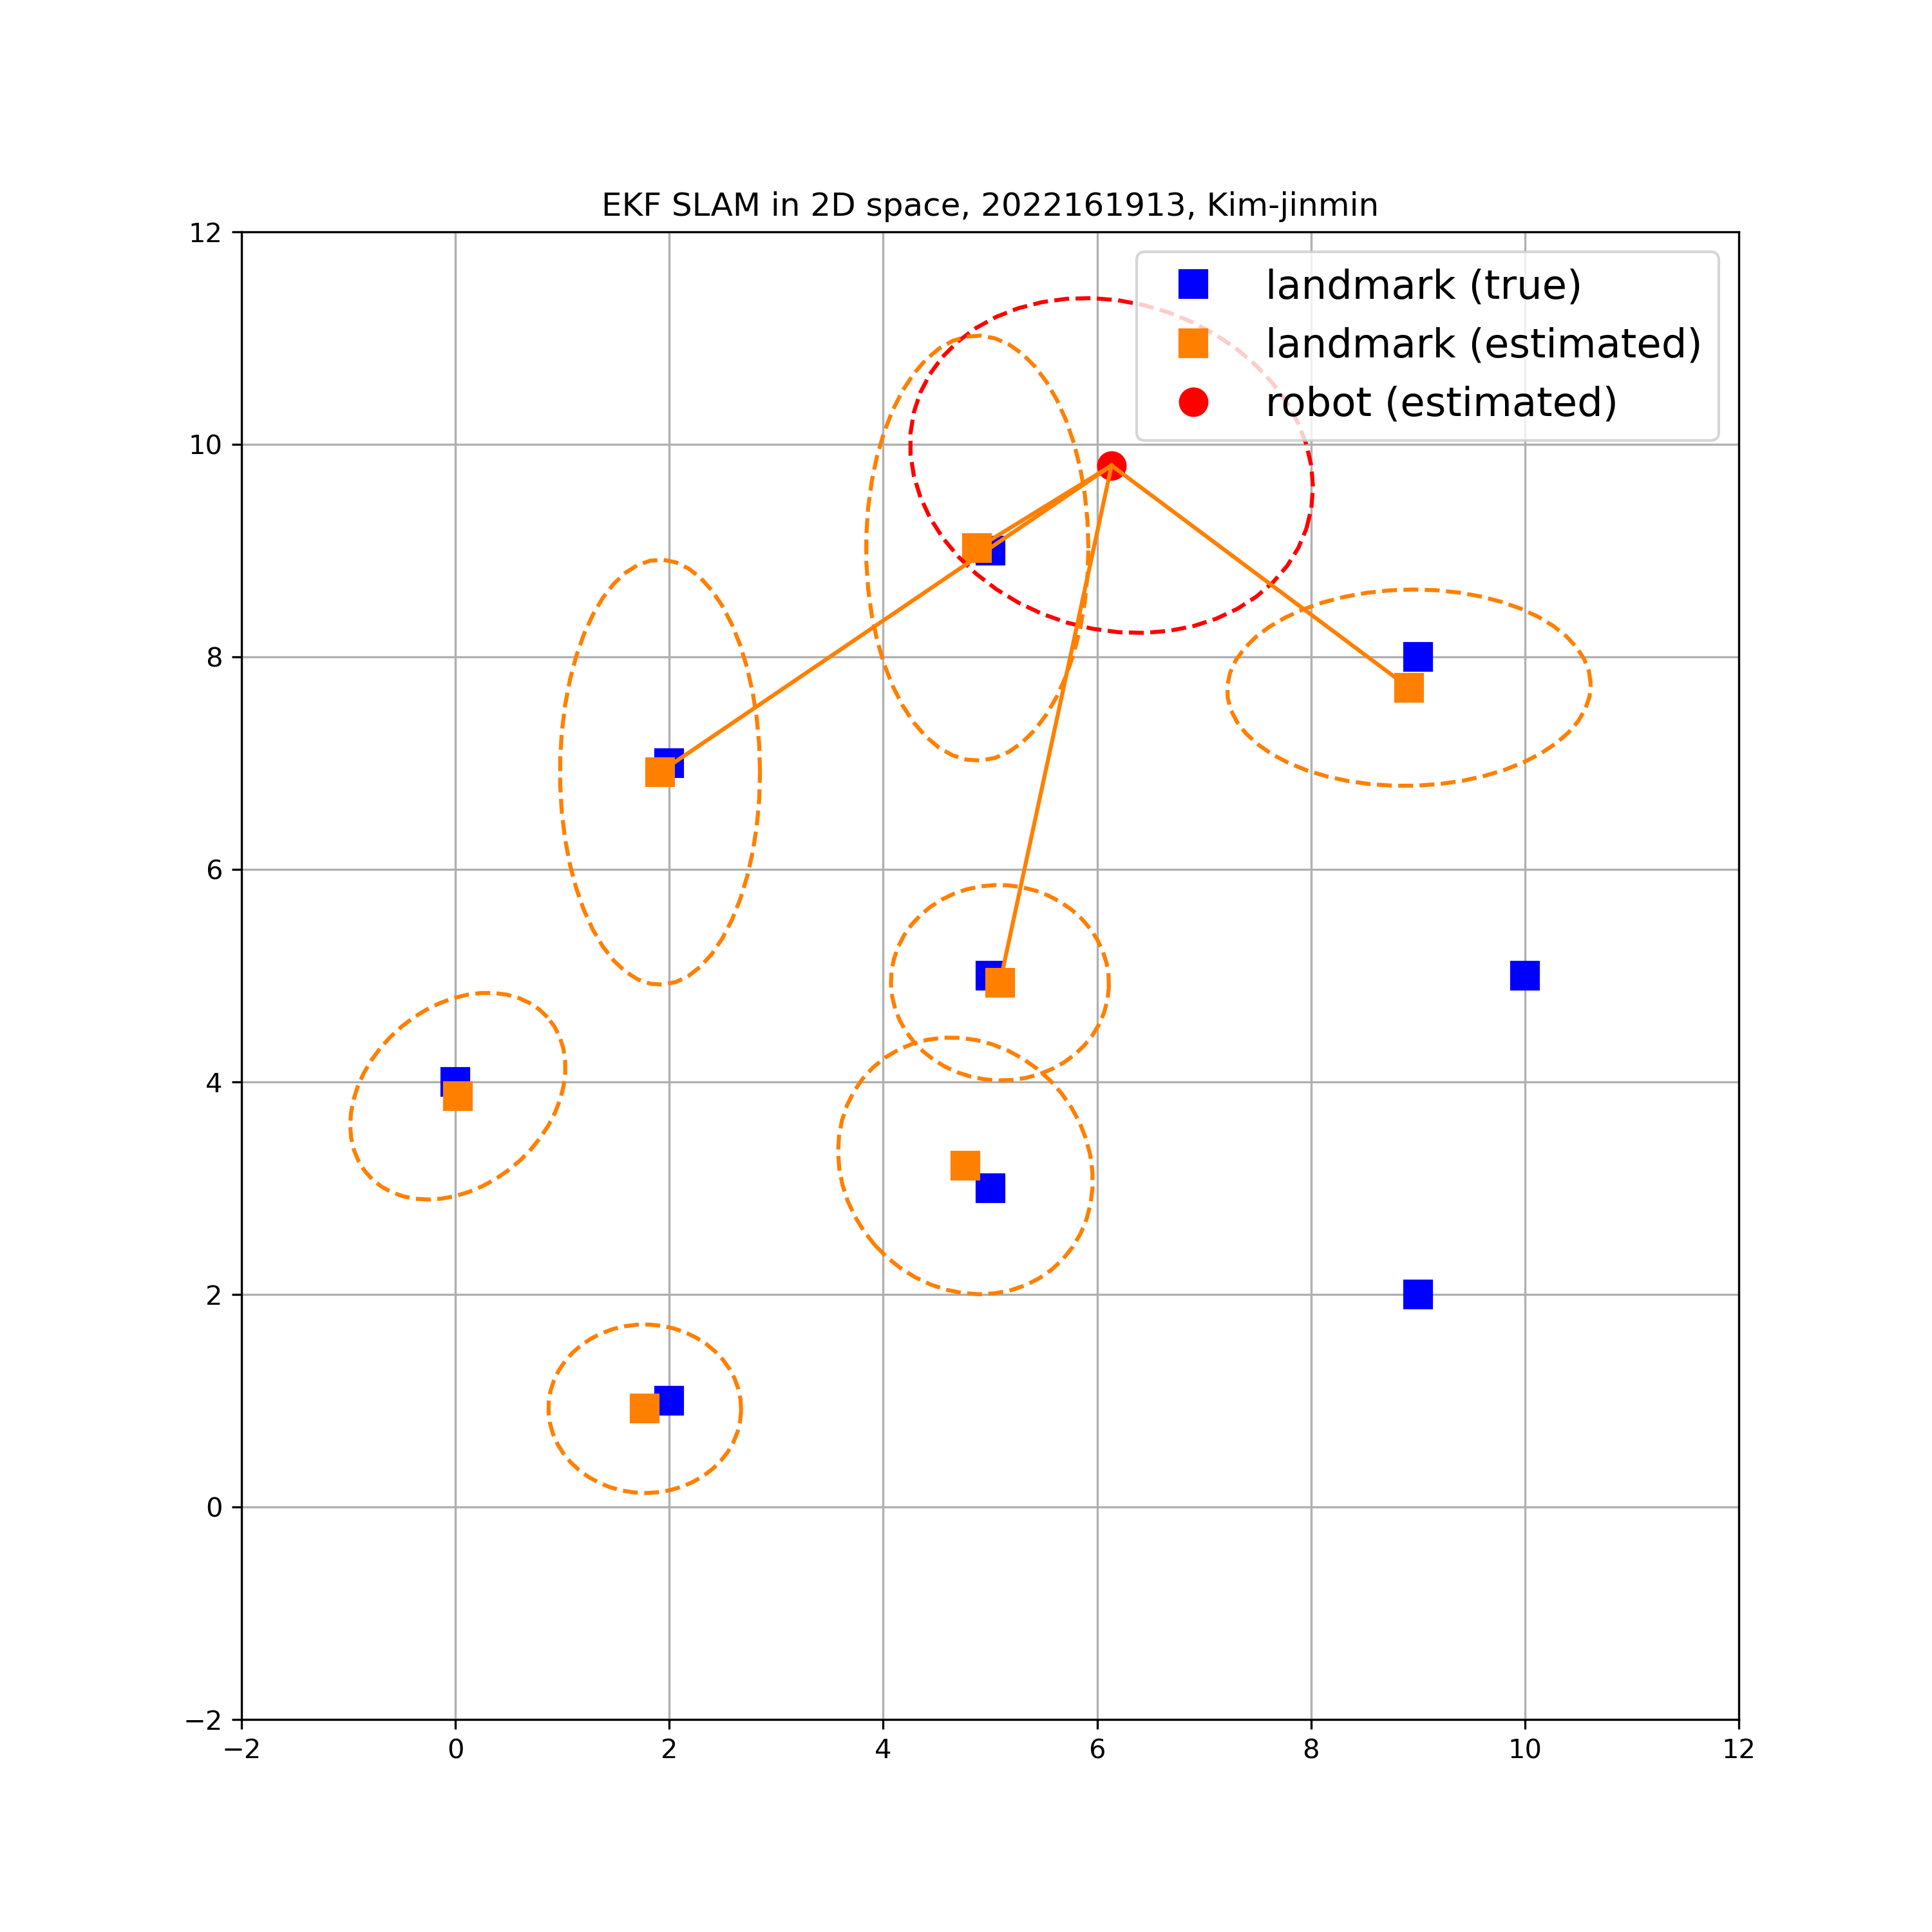 EKF SLAM in 2D space, 2022161913, Kim-jinmin
12
landmark (true)
landmark (estimated)
robot (estimated)
10
8
6
4
2
0
−2
−2 0 2 4 6 8 10 12